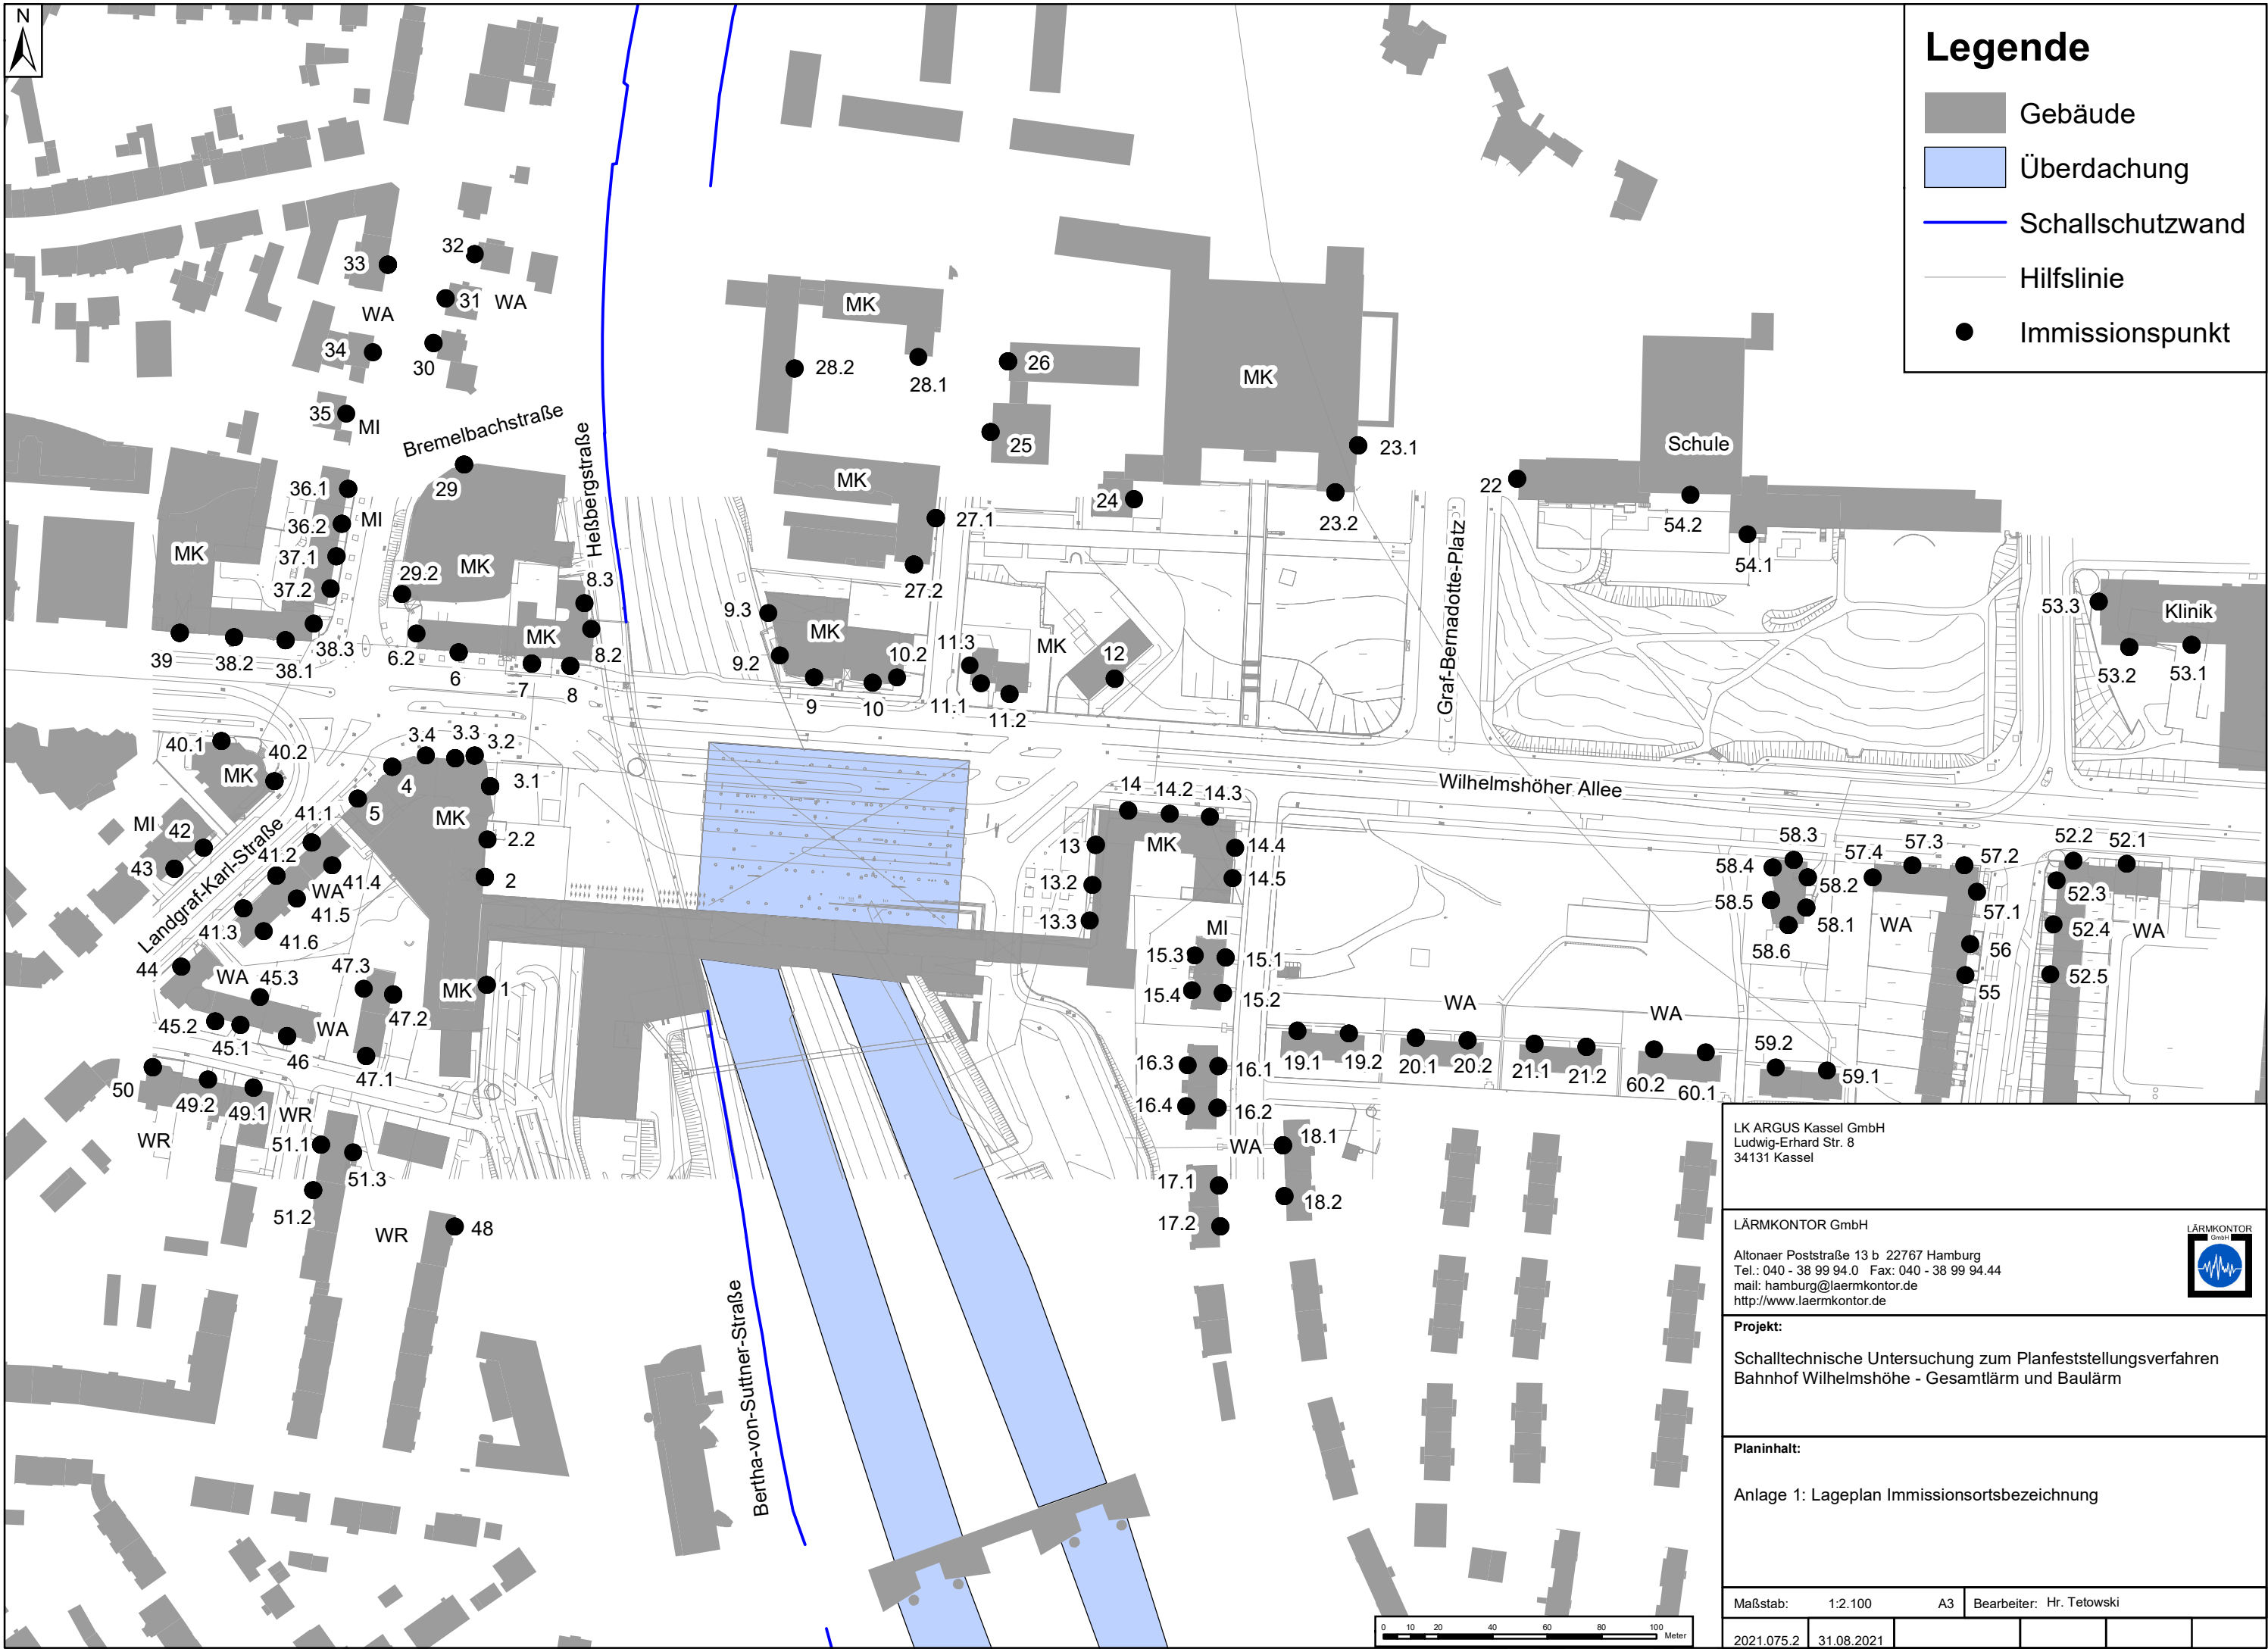 N
Legende
Gebäude
Überdachung
Schallschutzwand
Hilfslinie
Immissionspunkt
32
33
31
WA
WA
34
30
35
MI
Bremelbachstraße
Heßbergstraße
MK
28.2
28.1
26
25
MK
23.1
23.2
24
MK
27.1
27.2
22
Schule
54.2
54.1
Graf-Bernadotte-Platz
53.3
Klinik
53.2
53.1
29
36.1
36.2
MI
37.1
37.2
MK
MK
29.2
8.3
39
38.2
38.1
38.3
6.2
6
7
MK
8
8.2
9.3
9.2
MK
9
10
10.2
11.3
11.1
11.2
MK
12
40.1
40.2
MK
3.4
3.3
3.2
3.1
4
5
MK
2.2
2
41.1
MI
42
43
41.2
WA
41.4
41.5
41.3
41.6
Landgraf-Karl-Straße
44
WA
45.3
47.3
MK
1
47.2
45.2
45.1
WA
46
47.1
50
49.2
49.1
WR
WR
51.1
51.3
51.2
WR
48
Wilhelmshöher Allee
14
14.2
14.3
13
MK
14.4
13.2
14.5
13.3
MI
15.3
15.1
15.4
15.2
16.3
16.1
16.4
16.2
WA
18.1
17.1
18.2
17.2
19.1
19.2
WA
20.1
20.2
21.1
21.2
WA
60.2
60.1
59.2
59.1
58.3
58.4
58.2
58.5
58.1
58.6
57.4
57.3
57.2
57.1
WA
56
55
52.2
52.1
52.3
52.4
WA
52.5
Bertha-von-Suttner-Straße
LK ARGUS Kassel GmbH
Ludwig-Erhard Str. 8
34131 Kassel
LÄRMKONTOR GmbH
Altonaer Poststraße 13 b 22767 Hamburg
Tel.: 040 - 38 99 94.0 Fax: 040 - 38 99 94.44
mail: hamburg@laermkontor.de
http://www.laermkontor.de
LÄRMKONTOR
GmbH
Projekt:
Schalltechnische Untersuchung zum Planfeststellungsverfahren
Bahnhof Wilhelmshöhe - Gesamtlärm und Baulärm
Planinhalt:
Anlage 1: Lageplan Immissionsortsbezeichnung
Maßstab: 1:2.100 A3 Bearbeiter: Hr. Tetowski
2021.075.2 31.08.2021
0 10 20 40 60 80 100 Meter